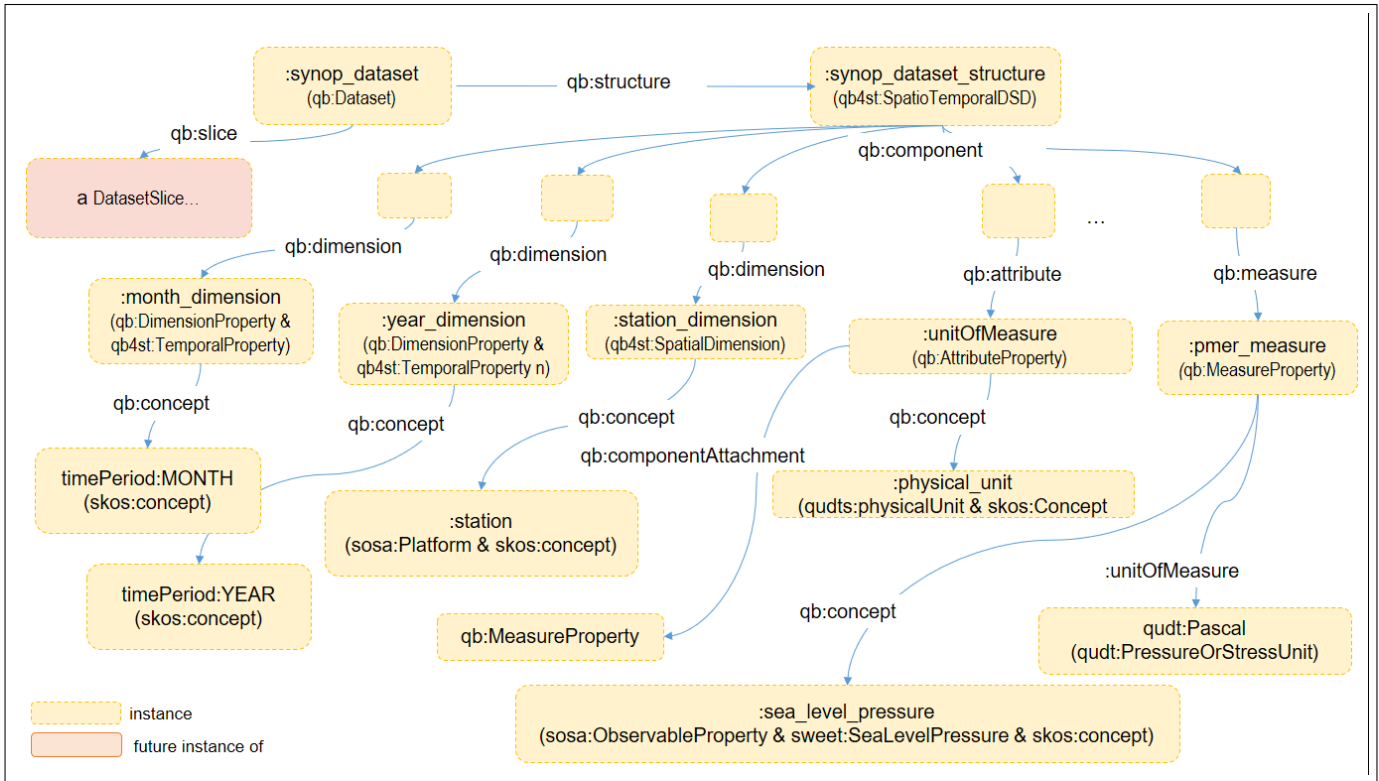 :synop_dataset
(qb:Dataset)
qb:structure
:synop_dataset_structure
(qb4st:SpatioTemporalDSD)
qb:slice
qb:component
a DatasetSlice...
...
qb:dimension
qb:dimension
qb:dimension
qb:attribute
qb:measure
:month_dimension
(qb:DimensionProperty &
qb4st:TemporalProperty)
:year_dimension
(qb:DimensionProperty &
qb4st:TemporalProperty n)
:station_dimension
(qb4st:SpatialDimension)
:unitOfMeasure
(qb:AttributeProperty)
:pmer_measure
(qb:MeasureProperty)
qb:concept
qb:concept
qb:concept
qb:concept
qb:componentAttachment
timePeriod:MONTH
(skos:concept)
:station
(sosa:Platform & skos:concept)
:physical_unit
(qudts:physicalUnit & skos:Concept
timePeriod:YEAR
(skos:concept)
:unitOfMeasure
qb:concept
qb:MeasureProperty
qudt:Pascal
(qudt:PressureOrStressUnit)
:sea_level_pressure
(sosa:ObservableProperty & sweet:SeaLevelPressure & skos:concept)
instance
future instance of